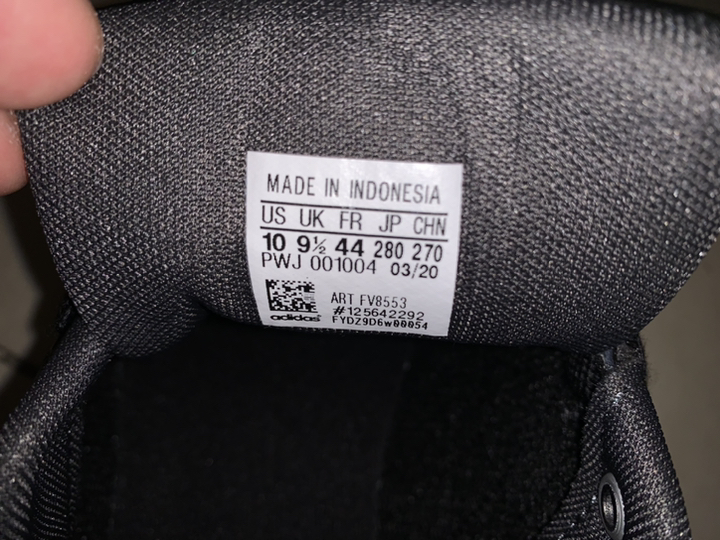 MADE IN INDONESIA
US UK FR JP CHN
10 9½ 44 280 270
PWJ 001004 03/20
ART FV8553
#125642292
adidas FYDZ9D6w00054